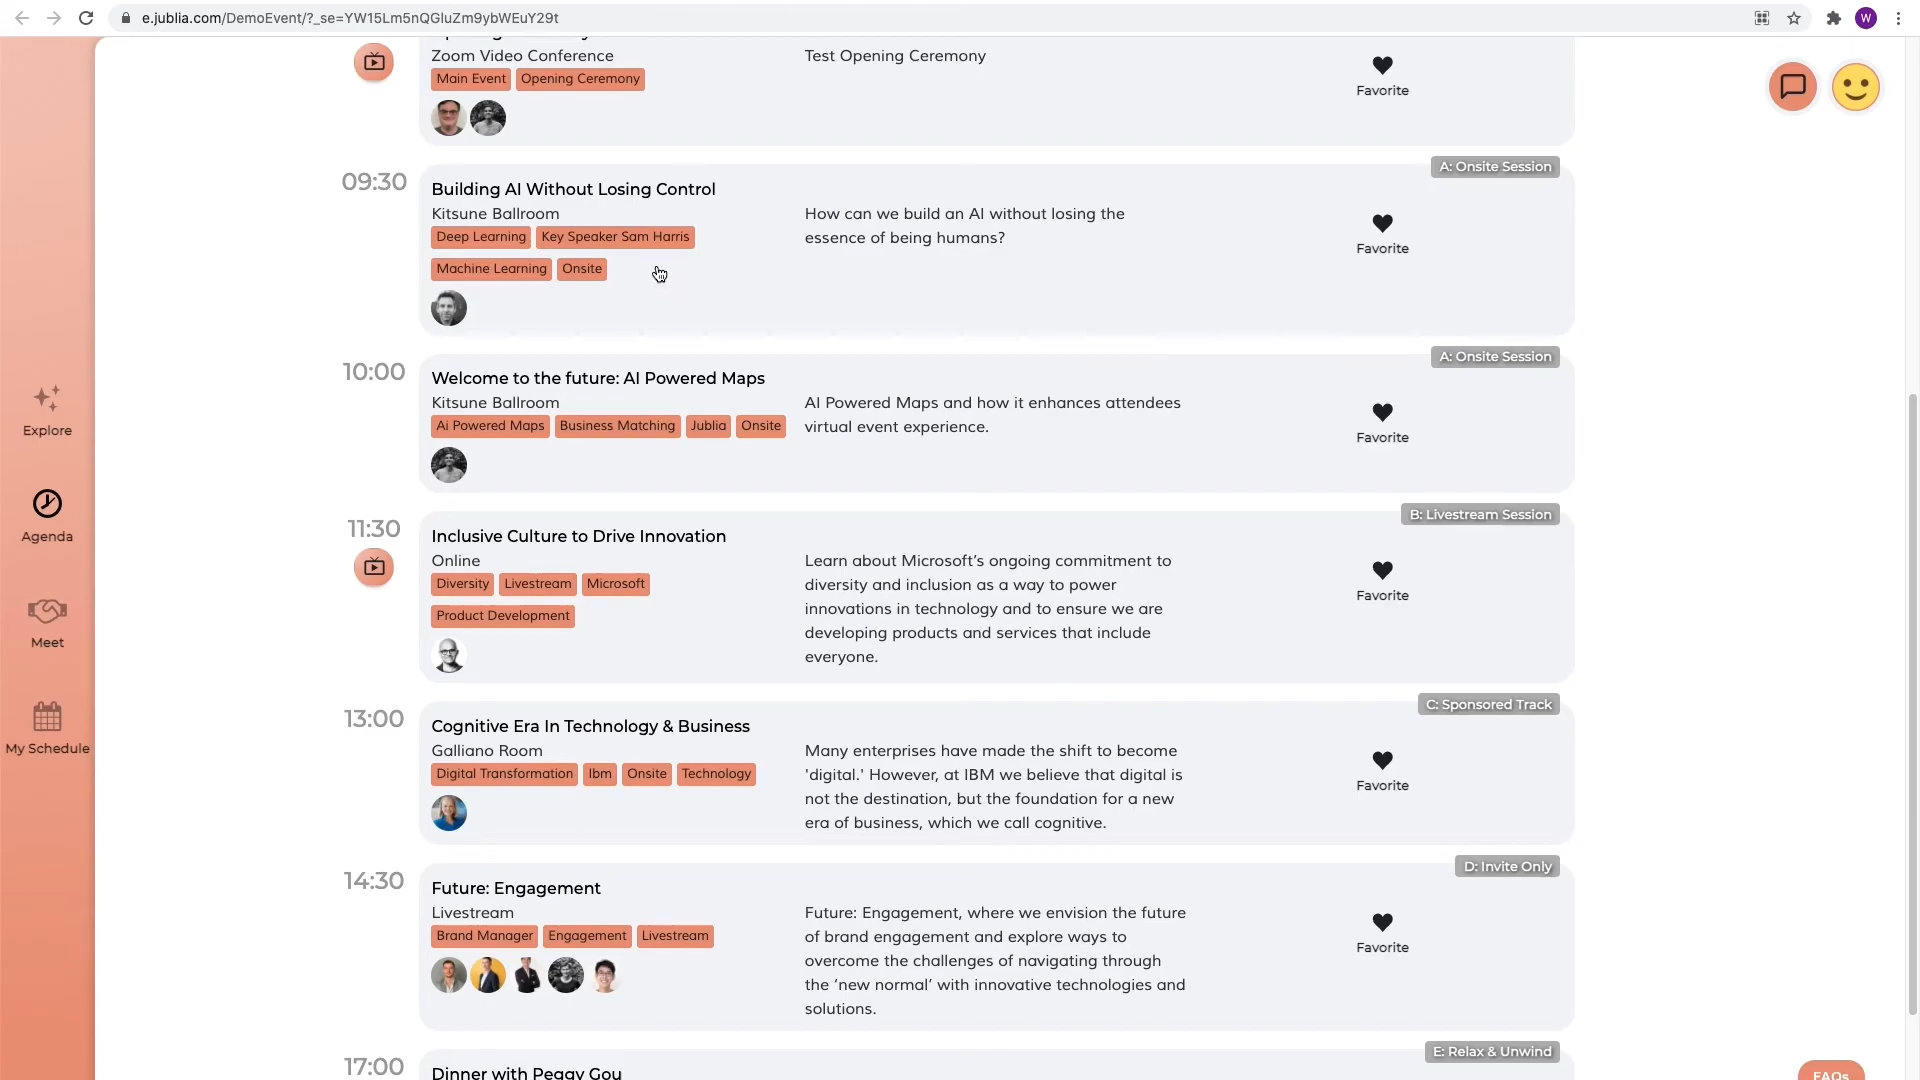 e.jublia.com/DemoEvent/?_se=YW15Lm5nQGluZm9ybWEuY29t
W
Zoom Video Conference
Test Opening Ceremony
Main Event
Opening Ceremony
Favorite
A: Onsite Session
09:30
Building AI Without Losing Control
Kitsune Ballroom
How can we build an AI without losing the
essence of being humans?
Deep Learning
Key Speaker Sam Harris
Machine Learning
Onsite
Favorite
A: Onsite Session
10:00
Welcome to the future: AI Powered Maps
Kitsune Ballroom
AI Powered Maps and how it enhances attendees
virtual event experience.
Ai Powered Maps
Business Matching
Jublia
Onsite
Favorite
B: Livestream Session
11:30
Inclusive Culture to Drive Innovation
Online
Learn about Microsoft’s ongoing commitment to
diversity and inclusion as a way to power
innovations in technology and to ensure we are
developing products and services that include
everyone.
Diversity
Livestream
Microsoft
Product Development
Favorite
C: Sponsored Track
13:00
Cognitive Era In Technology & Business
Galliano Room
Many enterprises have made the shift to become
'digital.' However, at IBM we believe that digital is
not the destination, but the foundation for a new
era of business, which we call cognitive.
Digital Transformation
Ibm
Onsite
Technology
Favorite
D: Invite Only
14:30
Future: Engagement
Livestream
Future: Engagement, where we envision the future
of brand engagement and explore ways to
overcome the challenges of navigating through
the ‘new normal’ with innovative technologies and
solutions.
Brand Manager
Engagement
Livestream
Favorite
E: Relax & Unwind
17:00
Dinner with Peggy Gou
Explore
Agenda
Meet
My Schedule
FAQs